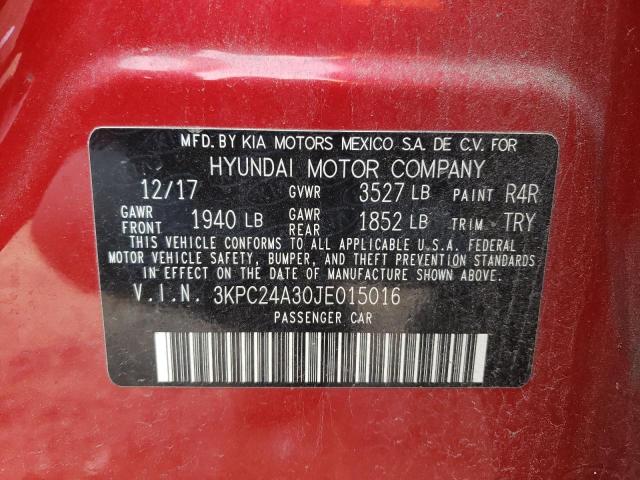 MFD. BY KIA MOTORS MEXICO S.A. DE C.V. FOR
HYUNDAI MOTOR COMPANY
12/17 GVWR 3527 LB PAINT R4R
GAWR FRONT 1940 LB GAWR REAR 1852 LB TRIM TRY
THIS VEHICLE CONFORMS TO ALL APPLICABLE U.S.A. FEDERAL
MOTOR VEHICLE SAFETY, BUMPER, AND THEFT PREVENTION STANDARDS
IN EFFECT ON THE DATE OF MANUFACTURE SHOWN ABOVE.
V.I.N. 3KPC24A30JE015016
PASSENGER CAR